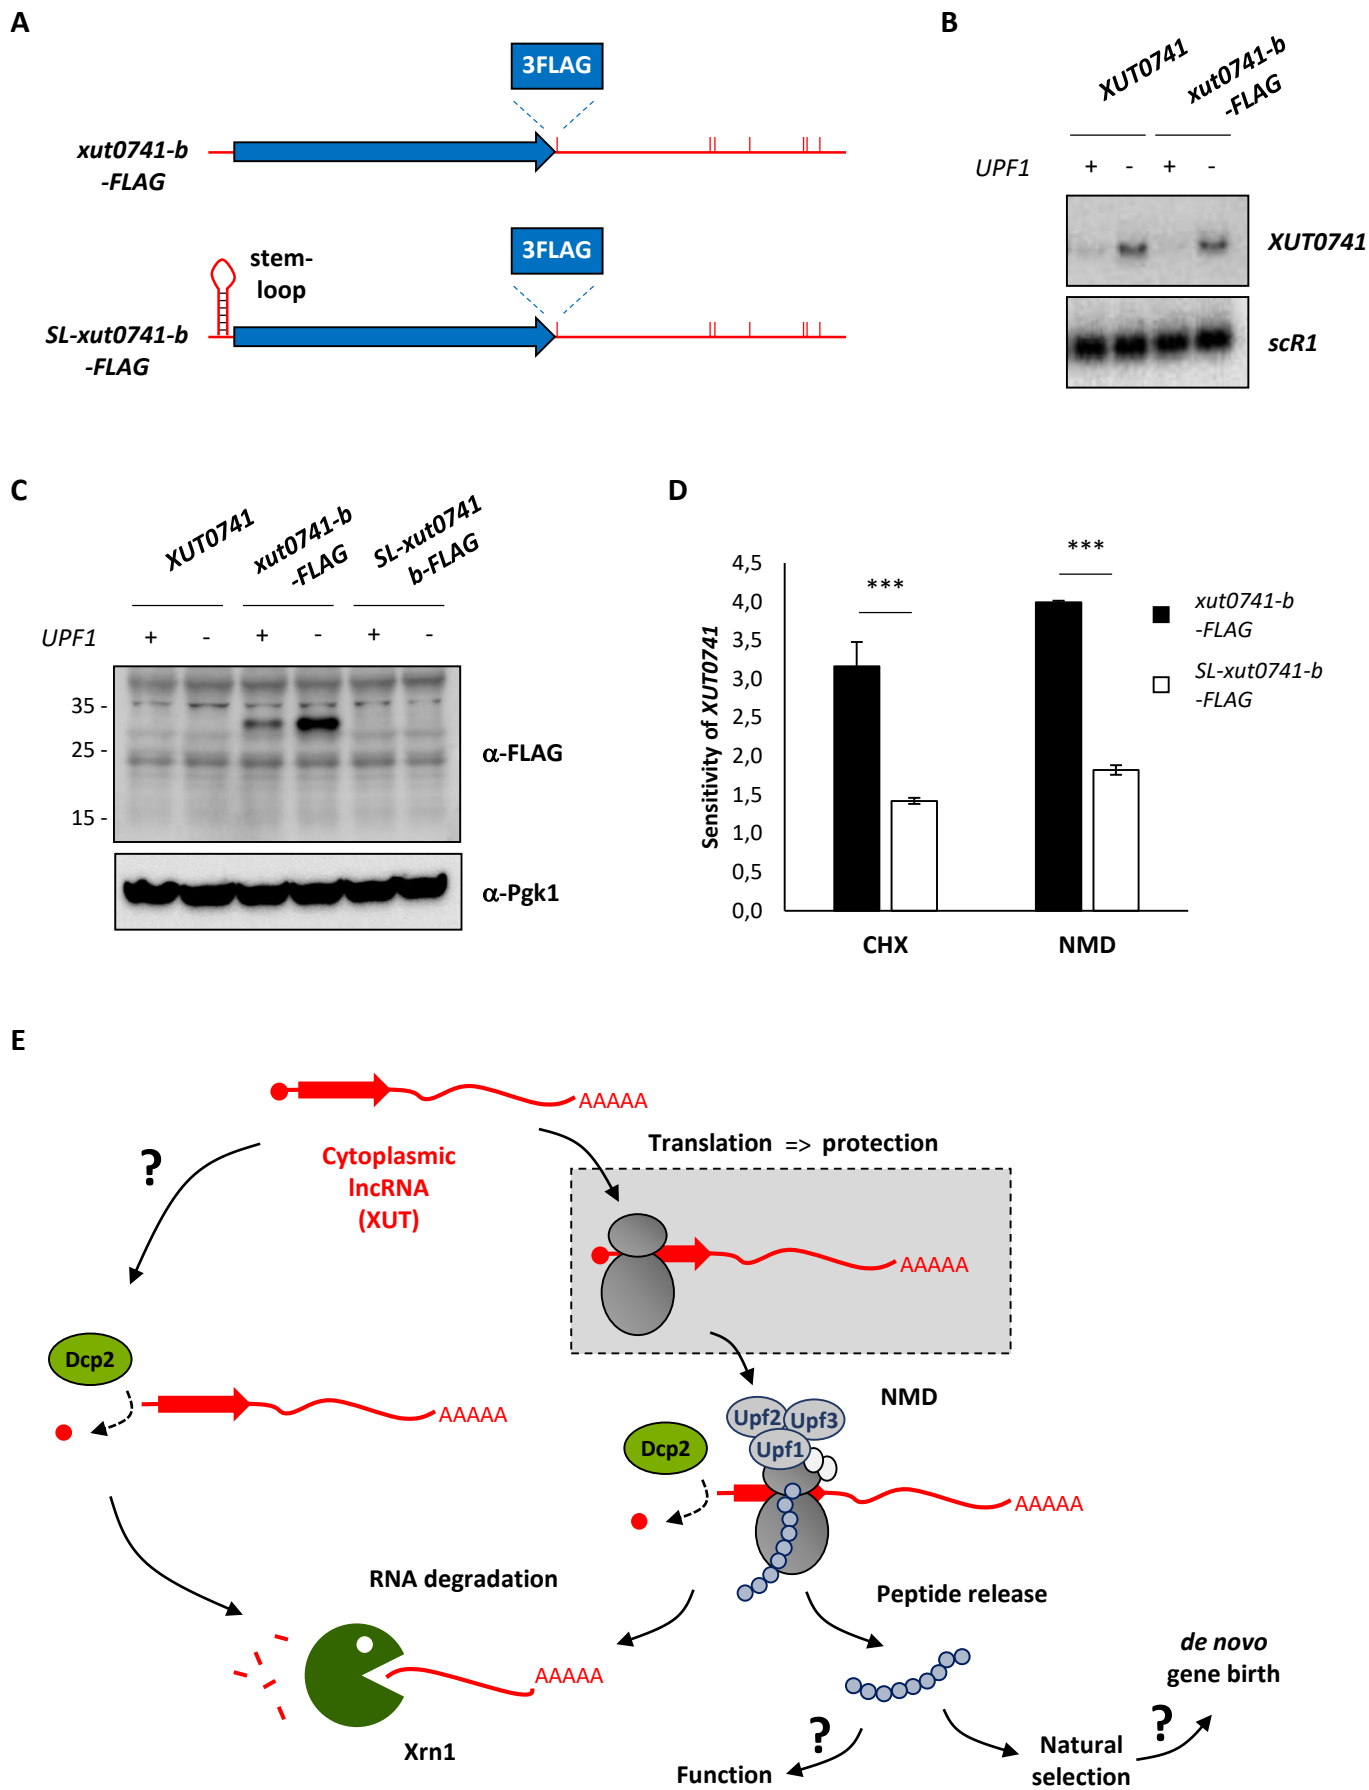 A
3FLAG
xut0741-b
-FLAG
stem-
loop
3FLAG
SL-xut0741-b
-FLAG
B
XUT0741
xut0741-b
-FLAG
UPF1 + - + -
XUT0741
scR1
C
XUT0741
xut0741-b
-FLAG
SL-xut0741
b-FLAG
UPF1 + - + - + -
35 -
25 -
15 -
α-FLAG
α-Pgk1
D
Sensitivity of XUT0741
4,5
4,0
3,5
3,0
2,5
2,0
1,5
1,0
0,5
0,0
***
***
CHX NMD
xut0741-b
-FLAG
SL-xut0741-b
-FLAG
E
AAAAA
?
Cytoplasmic
lncRNA
(XUT)
Translation => protection
AAAAA
Dcp2
AAAAA
NMD
Upf2 Upf3
Upf1
Dcp2
AAAAA
RNA degradation
Peptide release
AAAAA
Xrn1
de novo
gene birth
?
?
Function
Natural
selection